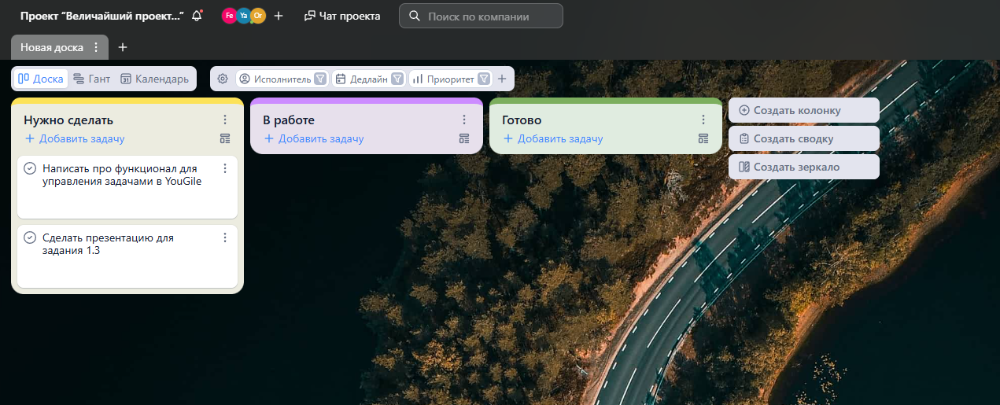 Проект “Величайший проект...”
Fe Ya Or
Чат проекта
Поиск по компании
Новая доска
Доска
Гант
31 Календарь
Исполнитель
Дедлайн
Приоритет
Нужно сделать
Добавить задачу
Написать про функционал для
управления задачами в YouGile
Сделать презентацию для
задания 1.3
В работе
Добавить задачу
Готово
Добавить задачу
Создать колонку
Создать сводку
Создать зеркало